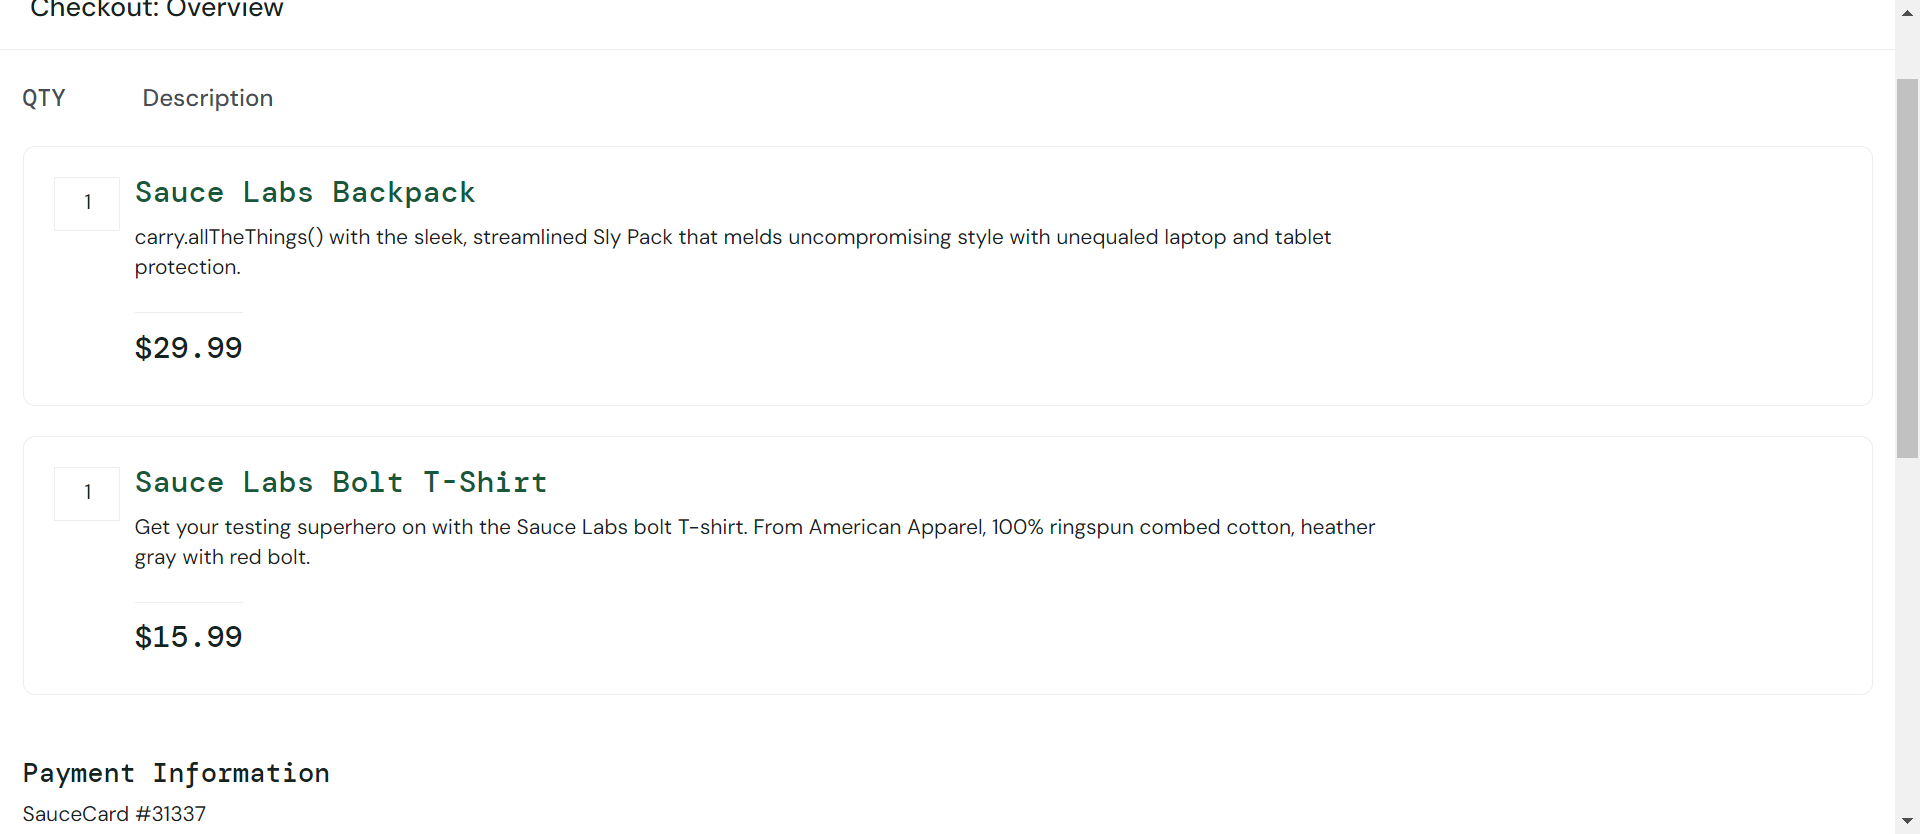 Checkout: Overview
QTY Description
1 Sauce Labs Backpack
carry.allTheThings() with the sleek, streamlined Sly Pack that melds uncompromising style with unequaled laptop and tablet
protection.
$29.99
1 Sauce Labs Bolt T-Shirt
Get your testing superhero on with the Sauce Labs bolt T-shirt. From American Apparel, 100% ringspun combed cotton, heather
gray with red bolt.
$15.99
Payment Information
SauceCard #31337